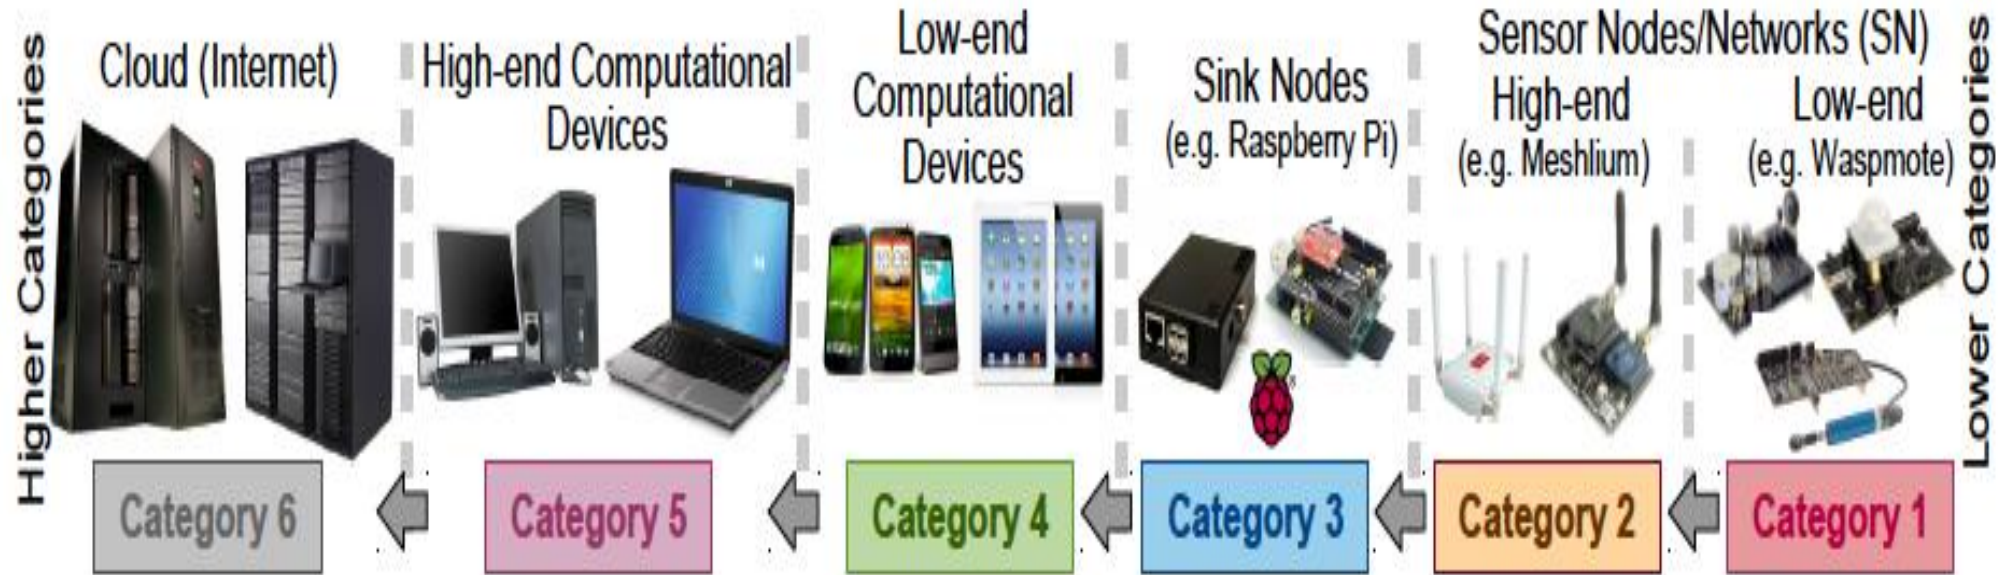 Higher Categories
Cloud (Internet)
High-end Computational
Devices
Low-end
Computational
Devices
Sink Nodes
(e.g. Raspberry Pi)
Sensor Nodes/Networks (SN)
High-end
(e.g. Meshlium)
Low-end
(e.g. Waspmote)
Lower Categories
Category 6
Category 5
Category 4
Category 3
Category 2
Category 1